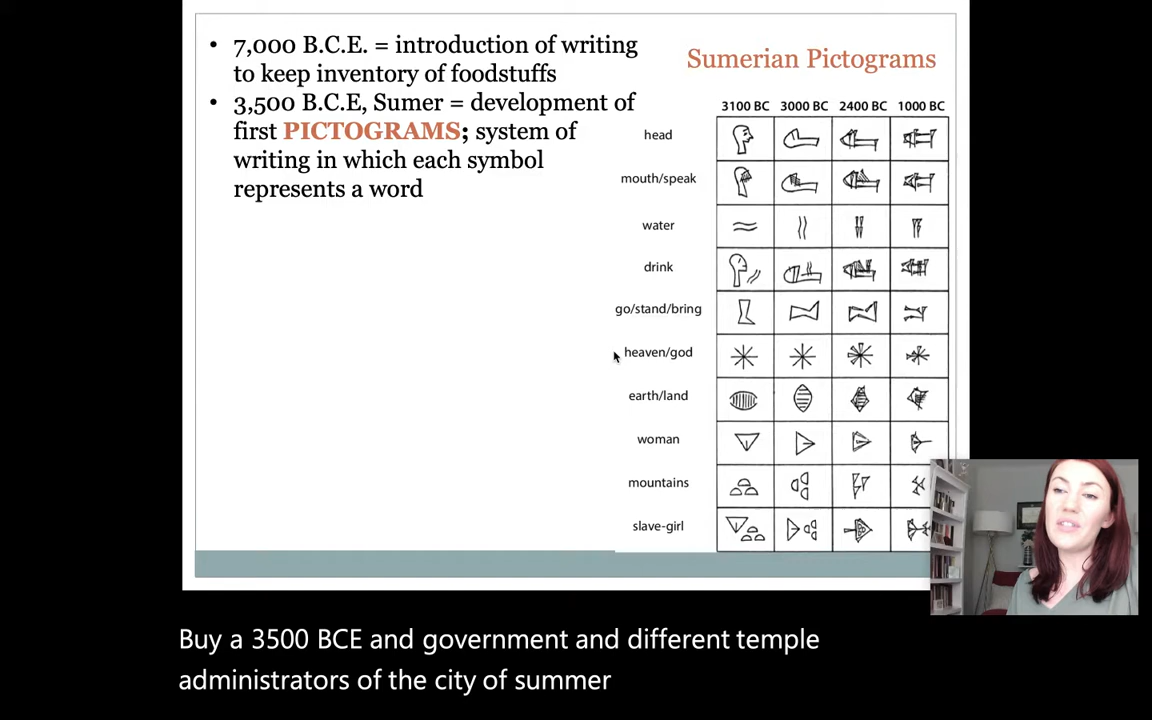 • 7,000 B.C.E. = introduction of writing
to keep inventory of foodstuffs
• 3,500 B.C.E, Sumer = development of
first PICTOGRAMS; system of
writing in which each symbol
represents a word
Sumerian Pictograms
3100 BC 3000 BC 2400 BC 1000 BC
head
mouth/speak
water
drink
go/stand/bring
heaven/god
earth/land
woman
mountains
slave-girl
Buy a 3500 BCE and government and different temple
administrators of the city of summer